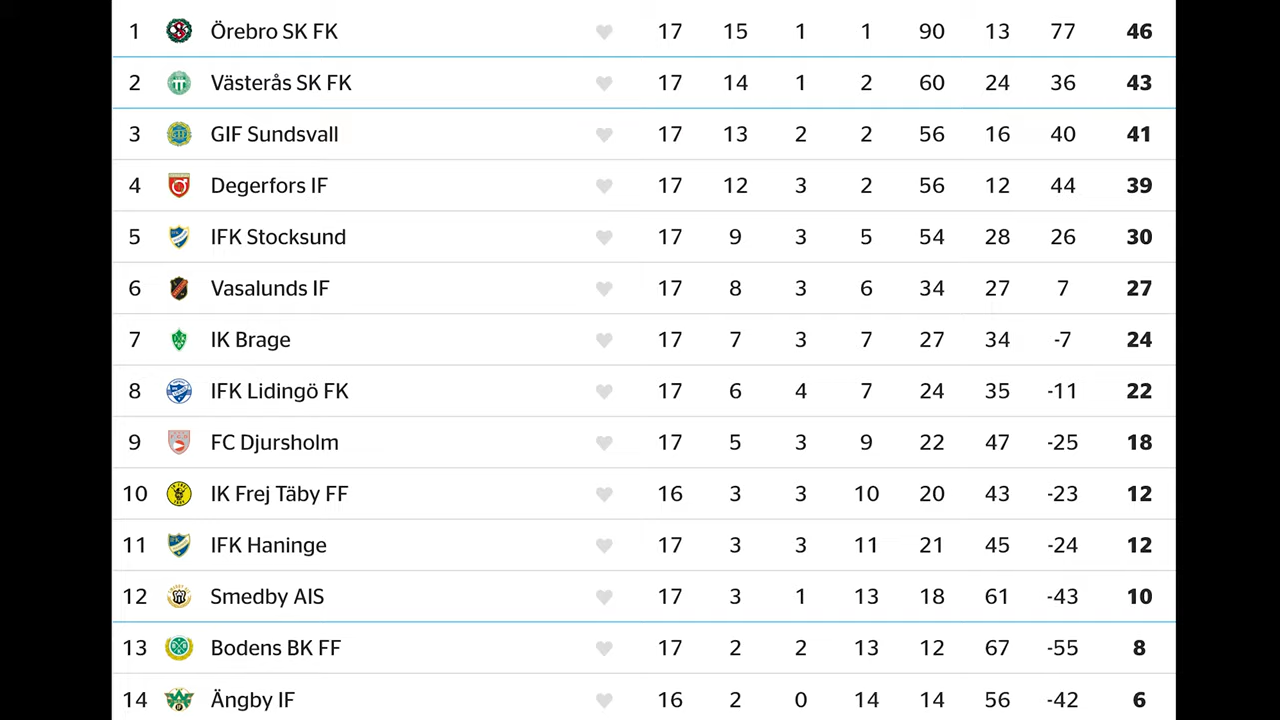 1 Örebro SK FK 17 15 1 1 90 13 77 46
2 Västerås SK FK 17 14 1 2 60 24 36 43
3 GIF Sundsvall 17 13 2 2 56 16 40 41
4 Degerfors IF 17 12 3 2 56 12 44 39
5 IFK Stocksund 17 9 3 5 54 28 26 30
6 Vasalunds IF 17 8 3 6 34 27 7 27
7 IK Brage 17 7 3 7 27 34 -7 24
8 IFK Lidingö FK 17 6 4 7 24 35 -11 22
9 FC Djursholm 17 5 3 9 22 47 -25 18
10 IK Frej Täby FF 16 3 3 10 20 43 -23 12
11 IFK Haninge 17 3 3 11 21 45 -24 12
12 Smedby AIS 17 3 1 13 18 61 -43 10
13 Bodens BK FF 17 2 2 13 12 67 -55 8
14 Ängby IF 16 2 0 14 14 56 -42 6